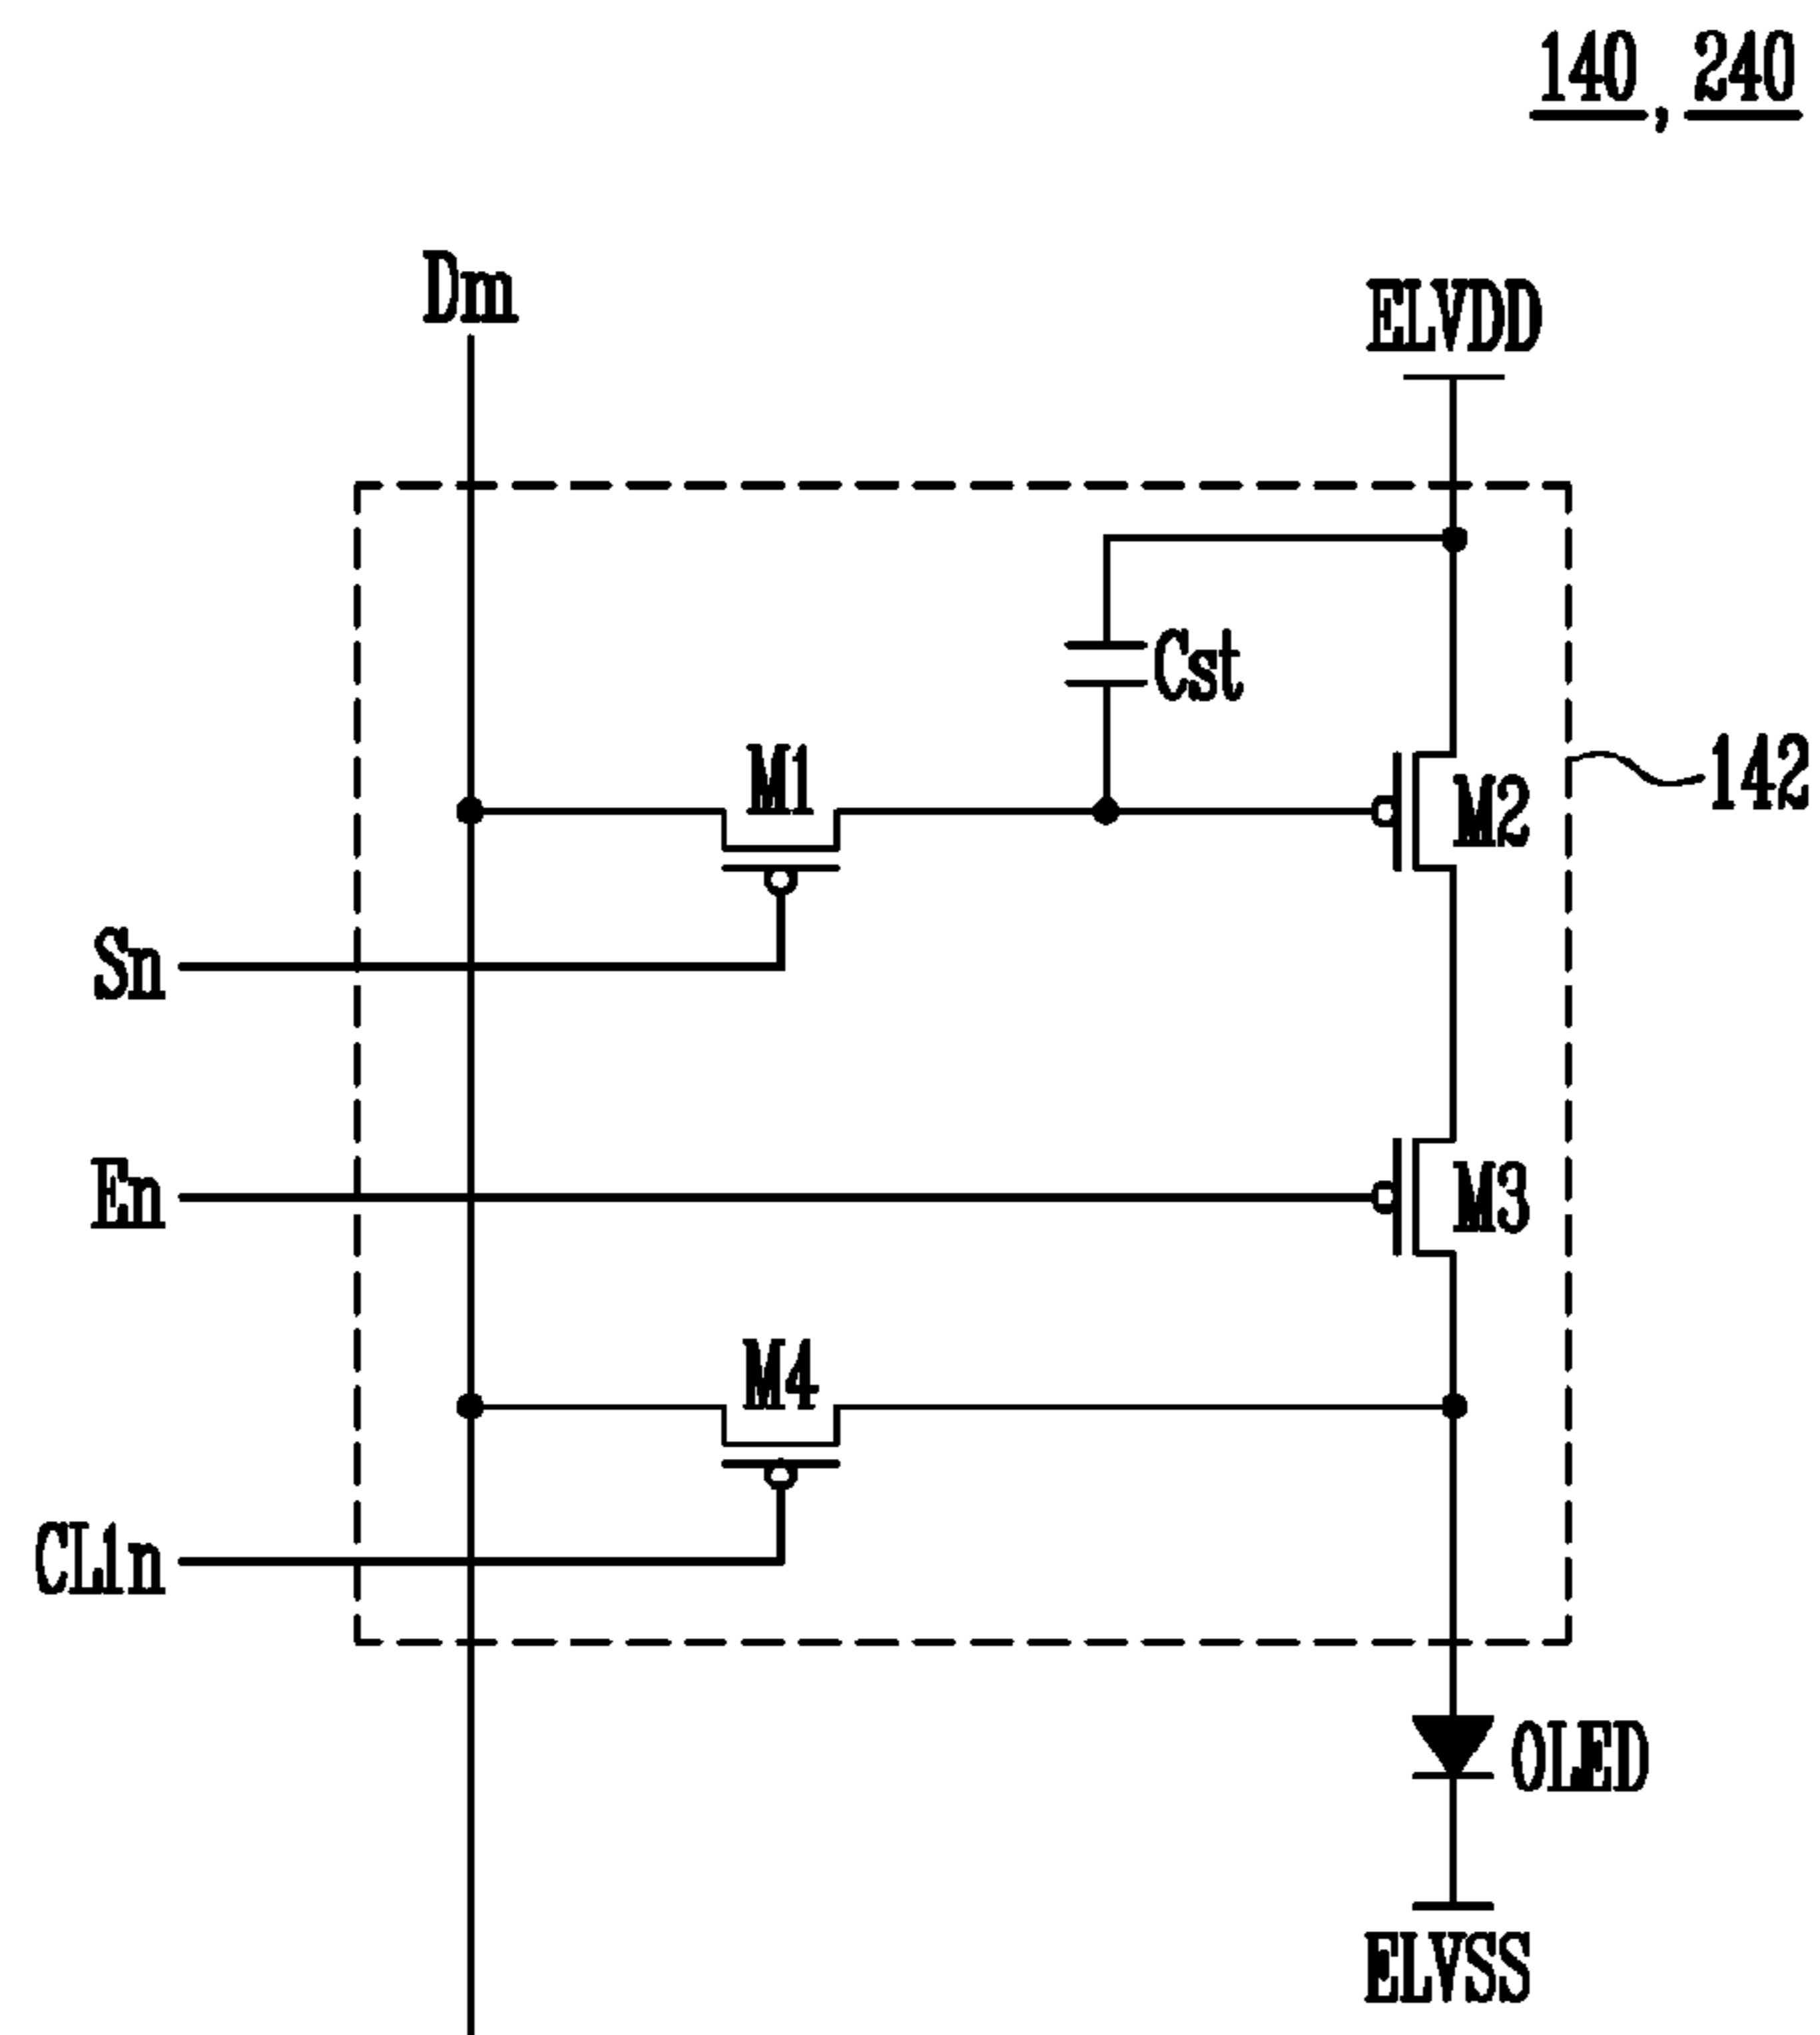 140, 240
Dm
ELVDD
Cst
M1
M2
142
Sn
En
M3
M4
CL1n
OLED
ELVSS